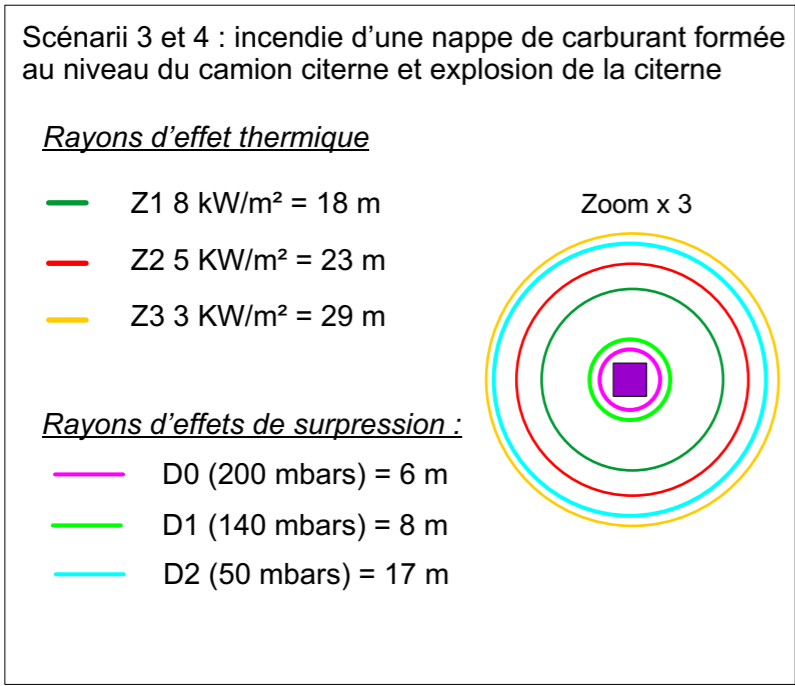 Scénarii 3 et 4 : incendie d’une nappe de carburant formée
au niveau du camion citerne et explosion de la citerne
Rayons d’effet thermique
Z1 8 kW/m² = 18 m
Z2 5 KW/m² = 23 m
Z3 3 KW/m² = 29 m
Zoom x 3
Rayons d’effets de surpression :
D0 (200 mbars) = 6 m
D1 (140 mbars) = 8 m
D2 (50 mbars) = 17 m